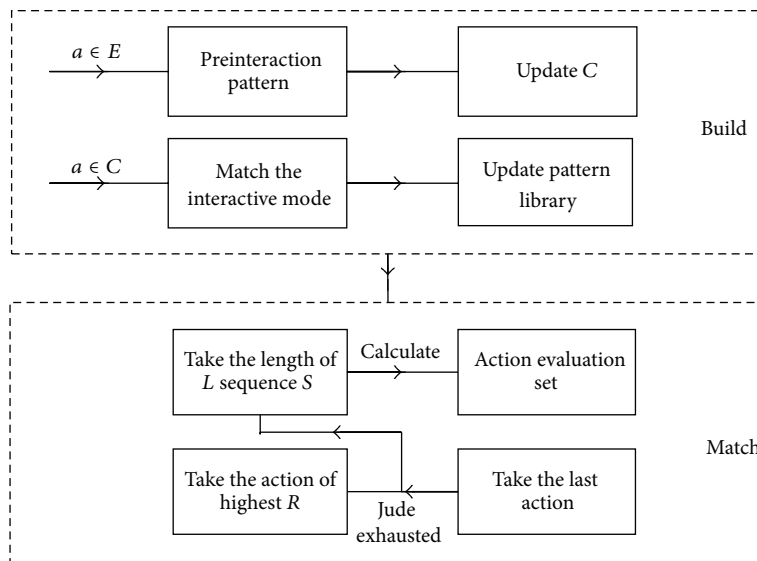 a ∈ E
Preinteraction
pattern
Update C
Build
a ∈ C
Match the
interactive mode
Update pattern
library
Take the length of
L sequence S
Calculate
Action evaluation
set
Match
Take the action of
highest R
Jude
exhausted
Take the last
action